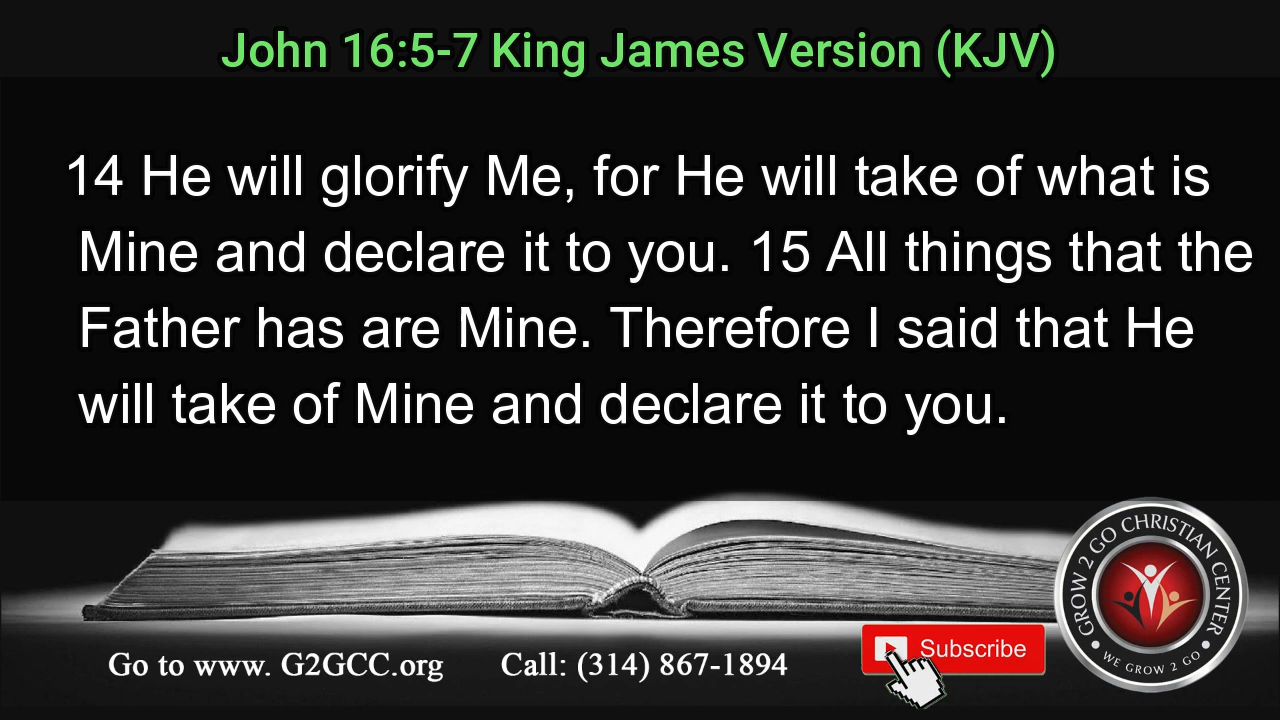 John 16:5-7 King James Version (KJV)
14 He will glorify Me, for He will take of what is
Mine and declare it to you. 15 All things that the
Father has are Mine. Therefore I said that He
will take of Mine and declare it to you.
GROW 2 GO CHRISTIAN CENTER
• WE GROW 2 GO •
Subscribe
Go to www. G2GCC.org Call: (314) 867-1894